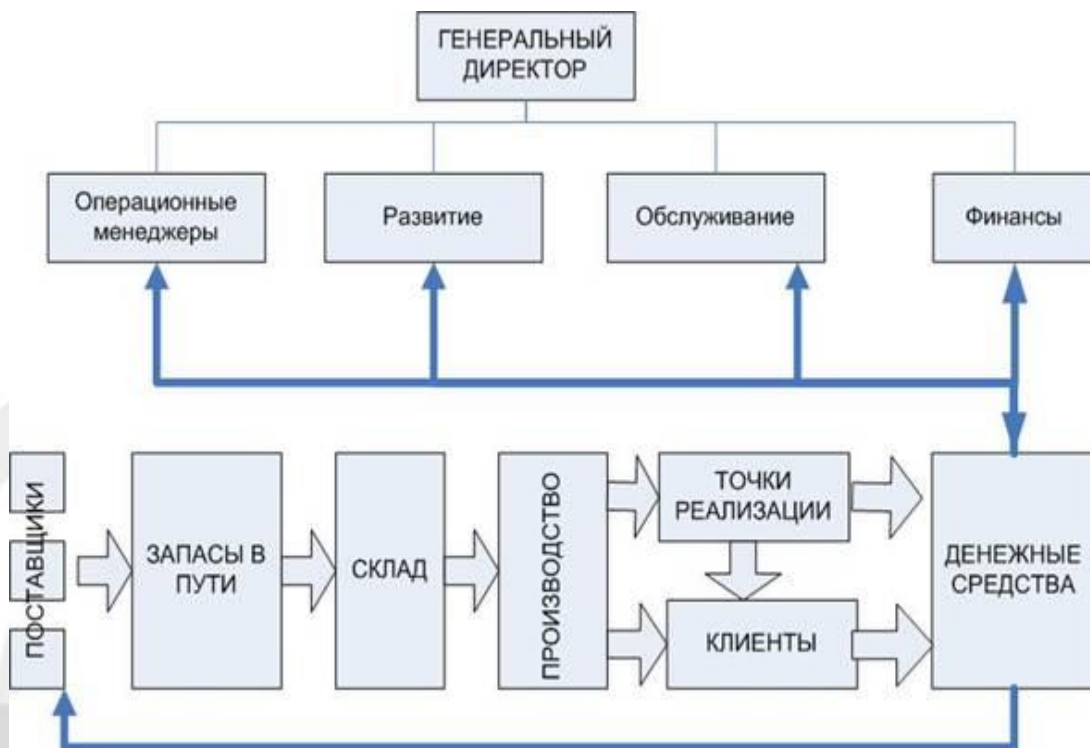 ГЕНЕРАЛЬНЫЙ
ДИРЕКТОР
Операционные
менеджеры
Развитие
Обслуживание
Финансы
ПОСТАВЩИКИ
ЗАПАСЫ В
ПУТИ
СКЛАД
ПРОИЗВОДСТВО
ТОЧКИ
РЕАЛИЗАЦИИ
КЛИЕНТЫ
ДЕНЕЖНЫЕ
СРЕДСТВА